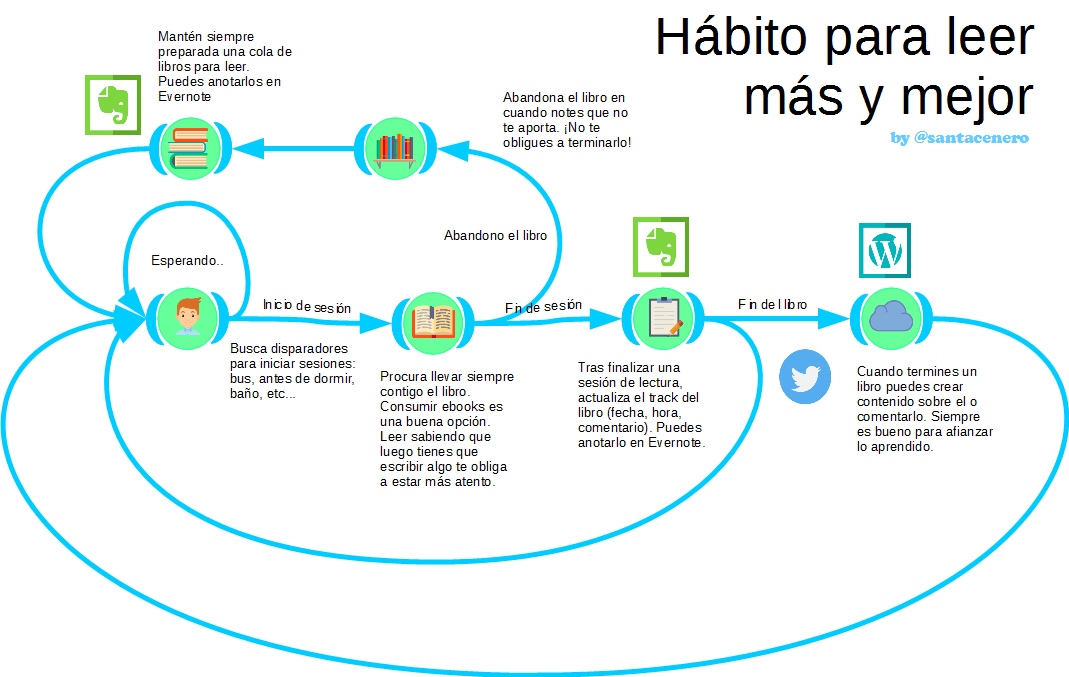 Hábito para leer
más y mejor
by @santacenero
Mantén siempre
preparada una cola de
libros para leer.
Puedes anotarlos en
Evernote
Abandona el libro en
cuando notes que no
te aporta. ¡No te
obligues a terminarlo!
Abandono el libro
Esperando..
Inicio de sesión
Fin de sesión
Fin del libro
Busca disparadores
para iniciar sesiones:
bus, antes de dormir,
baño, etc...
Procura llevar siempre
contigo el libro.
Consumir ebooks es
una buena opción.
Leer sabiendo que
luego tienes que
escribir algo te obliga
a estar más atento.
Tras finalizar una
sesión de lectura,
actualiza el track del
libro (fecha, hora,
comentario). Puedes
anotarlo en Evernote.
Cuando termines un
libro puedes crear
contenido sobre el o
comentarlo. Siempre
es bueno para afianzar
lo aprendido.